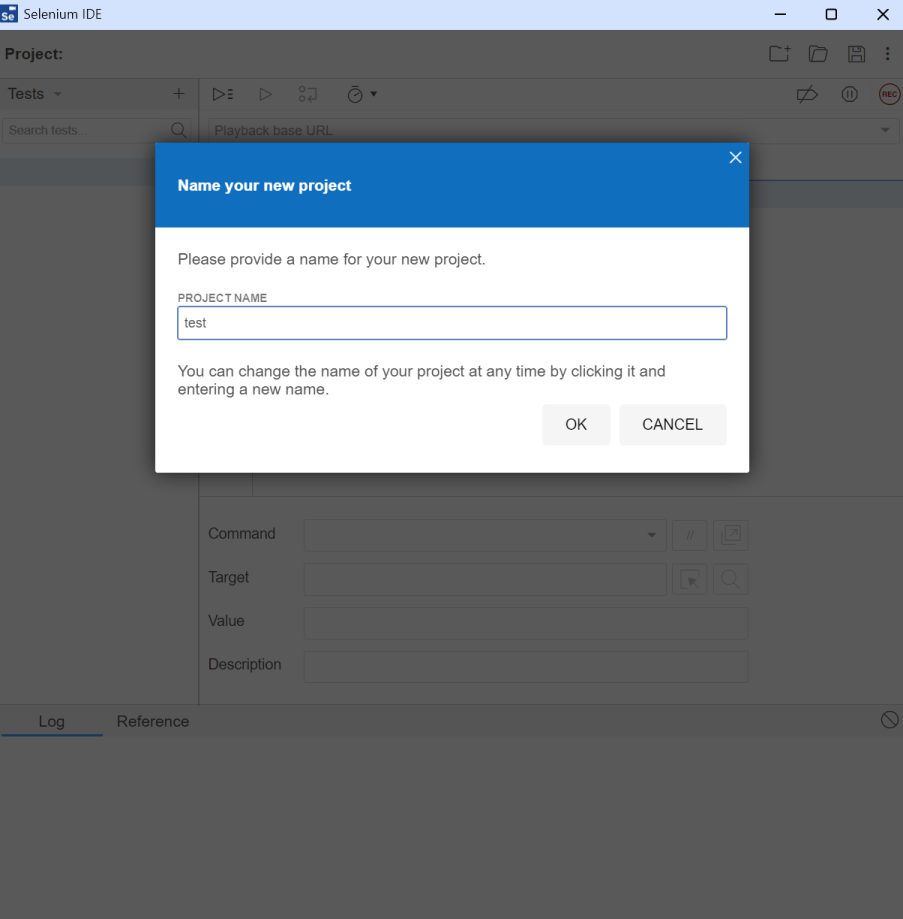 Se Selenium IDE
Project:
Tests
Search tests...
Playback base URL
REC
Name your new project
Please provide a name for your new project.
PROJECT NAME
test
You can change the name of your project at any time by clicking it and
entering a new name.
OK CANCEL
Command
//
Target
Value
Description
Log Reference